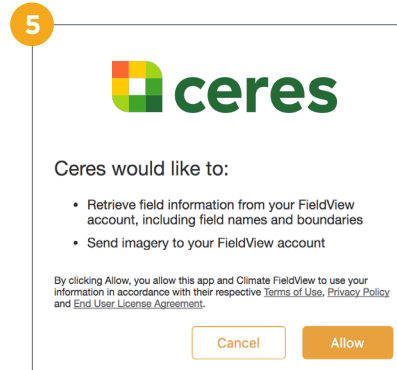 5
ceres
Ceres would like to:
• Retrieve field information from your FieldView
account, including field names and boundaries
• Send imagery to your FieldView account
By clicking Allow, you allow this app and Climate FieldView to use your
information in accordance with their respective Terms of Use, Privacy Policy
and End User License Agreement.
Cancel Allow